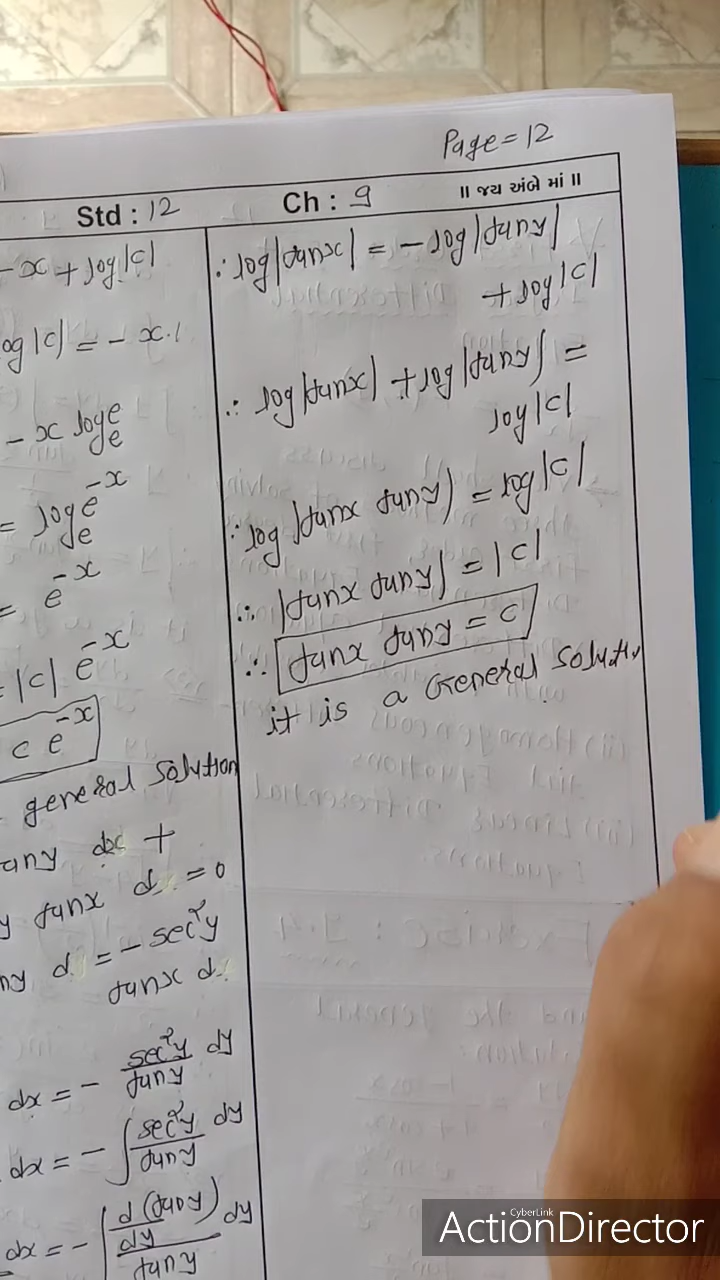 Page = 12
Std : 12
Ch : 9
॥ જય અંબે માં ॥
-x + log|c|
og|c| = -x.1
-x log e e
= log e e^-x
= e^-x
= |c| e^-x
c e^-x
general solution
any dx +
y tanx d = 0
ny d = - sec²y
tanx d
dx = - sec²y/tany dy
dx = - ∫ sec²y/tany dy
dx = - ∫ d/dy (tany)/tany dy
∴ log|tanx| = - log|tany|
+ log|c|
∴ log|tanx| + log|tany| =
log|c|
∴ log|tanx tany| = log|c|
∴ |tanx tany| = |c|
∴ tanx tany = c
it is a General Solutin
CyberLink
ActionDirector